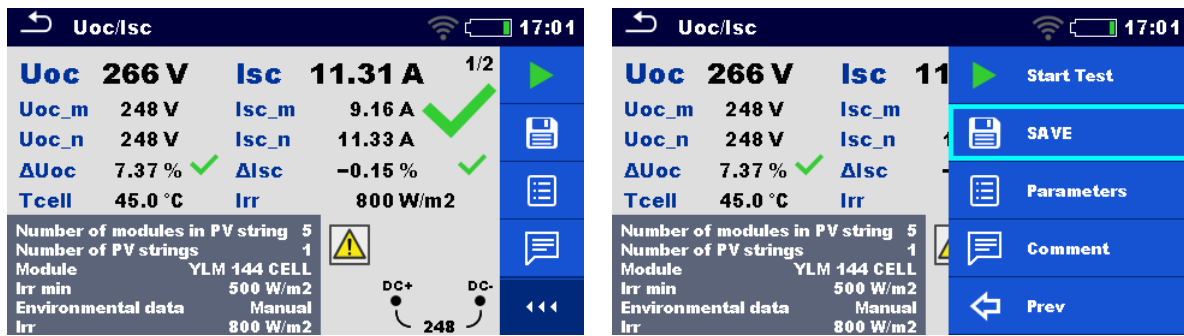 Uoc/Isc 17:01
Uoc 266 V Isc 11.31 A 1/2
Uoc_m 248 V Isc_m 9.16 A
Uoc_n 248 V Isc_n 11.33 A
ΔUoc 7.37 % ΔIsc −0.15 %
Tcell 45.0 °C Irr 800 W/m2
Number of modules in PV string 5
Number of PV strings 1
Module YLM 144 CELL
Irr min 500 W/m2
Environmental data Manual
Irr 800 W/m2
DC+ DC-
248
Uoc/Isc 17:01
Uoc 266 V Isc 11
Uoc_m 248 V Isc_m
Uoc_n 248 V Isc_n 1
ΔUoc 7.37 % ΔIsc −
Tcell 45.0 °C Irr
Number of modules in PV string 5
Number of PV strings 1
Module YLM 144 CELL
Irr min 500 W/m2
Environmental data Manual
Irr 800 W/m2
Start Test
SAVE
Parameters
Comment
Prev